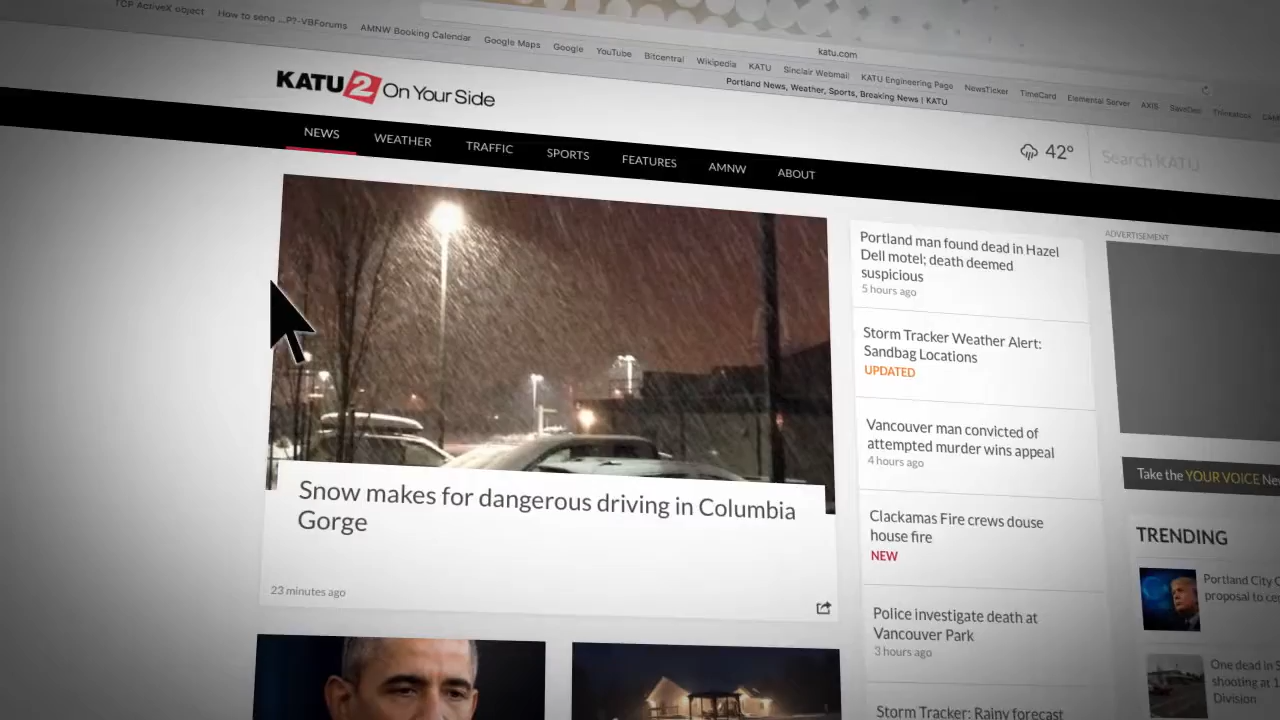 TCP ActiveX object
How to send ...P?-VBForums
AMNW Booking Calendar
Google Maps
Google
YouTube
Bitcentral
Wikipedia
KATU
Sinclair Webmail
KATU Engineering Page
NewsTicker
TimeCard
Elemental Server
AXIS
katu.com
Portland News, Weather, Sports, Breaking News | KATU
KATU 2 On Your Side
NEWS
WEATHER
TRAFFIC
SPORTS
FEATURES
AMNW
ABOUT
42°
Search KATU
Snow makes for dangerous driving in Columbia
Gorge
23 minutes ago
Portland man found dead in Hazel
Dell motel; death deemed
suspicious
5 hours ago
Storm Tracker Weather Alert:
Sandbag Locations
UPDATED
Vancouver man convicted of
attempted murder wins appeal
4 hours ago
Clackamas Fire crews douse
house fire
NEW
Police investigate death at
Vancouver Park
3 hours ago
Storm Tracker: Rainy forecast
ADVERTISEMENT
Take the YOUR VOICE Ne
TRENDING
Portland City C
proposal to ce
One dead in S
shooting at 1
Division